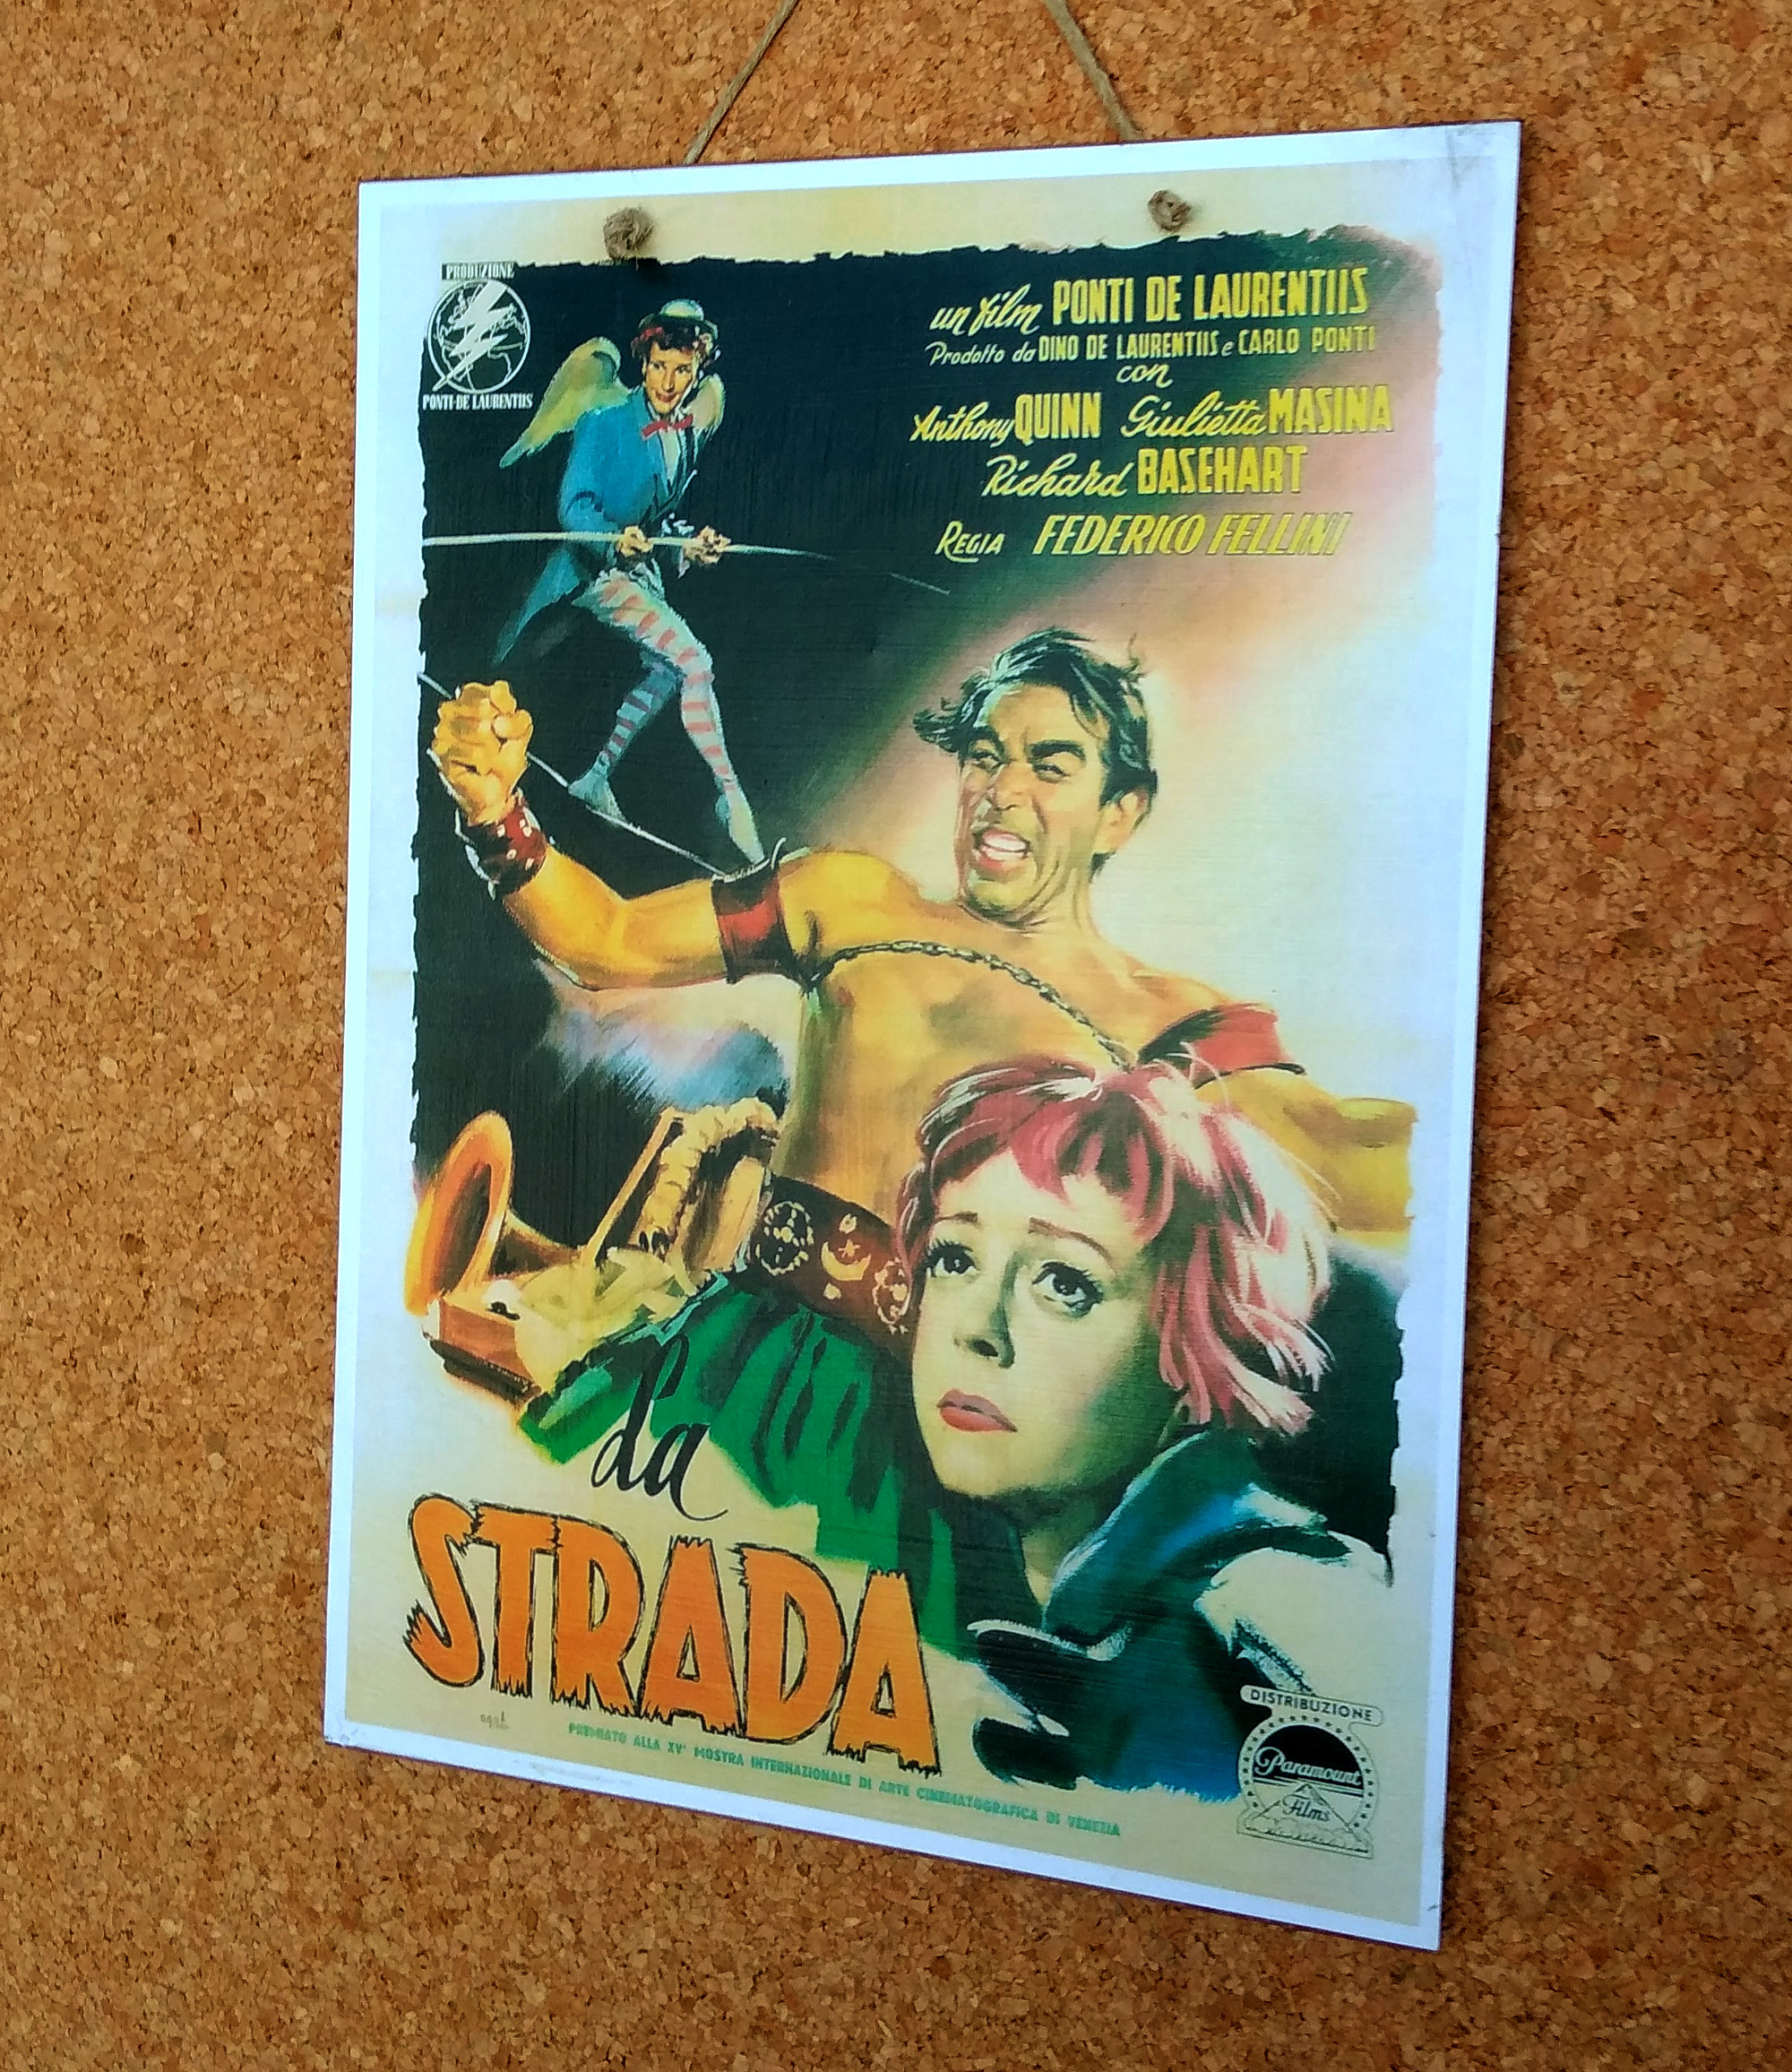 PRODUZIONE
PONTI-DE LAURENTIIS
un film PONTI DE LAURENTIIS
Prodotto da DINO DE LAURENTIIS e CARLO PONTI
con
Anthony QUINN Giulietta MASINA
Richard BASEHART
REGIA FEDERICO FELLINI
la
STRADA
PREMIATO ALLA XVª MOSTRA INTERNAZIONALE DI ARTE CINEMATOGRAFICA DI VENEZIA
DISTRIBUZIONE
Paramount
Films